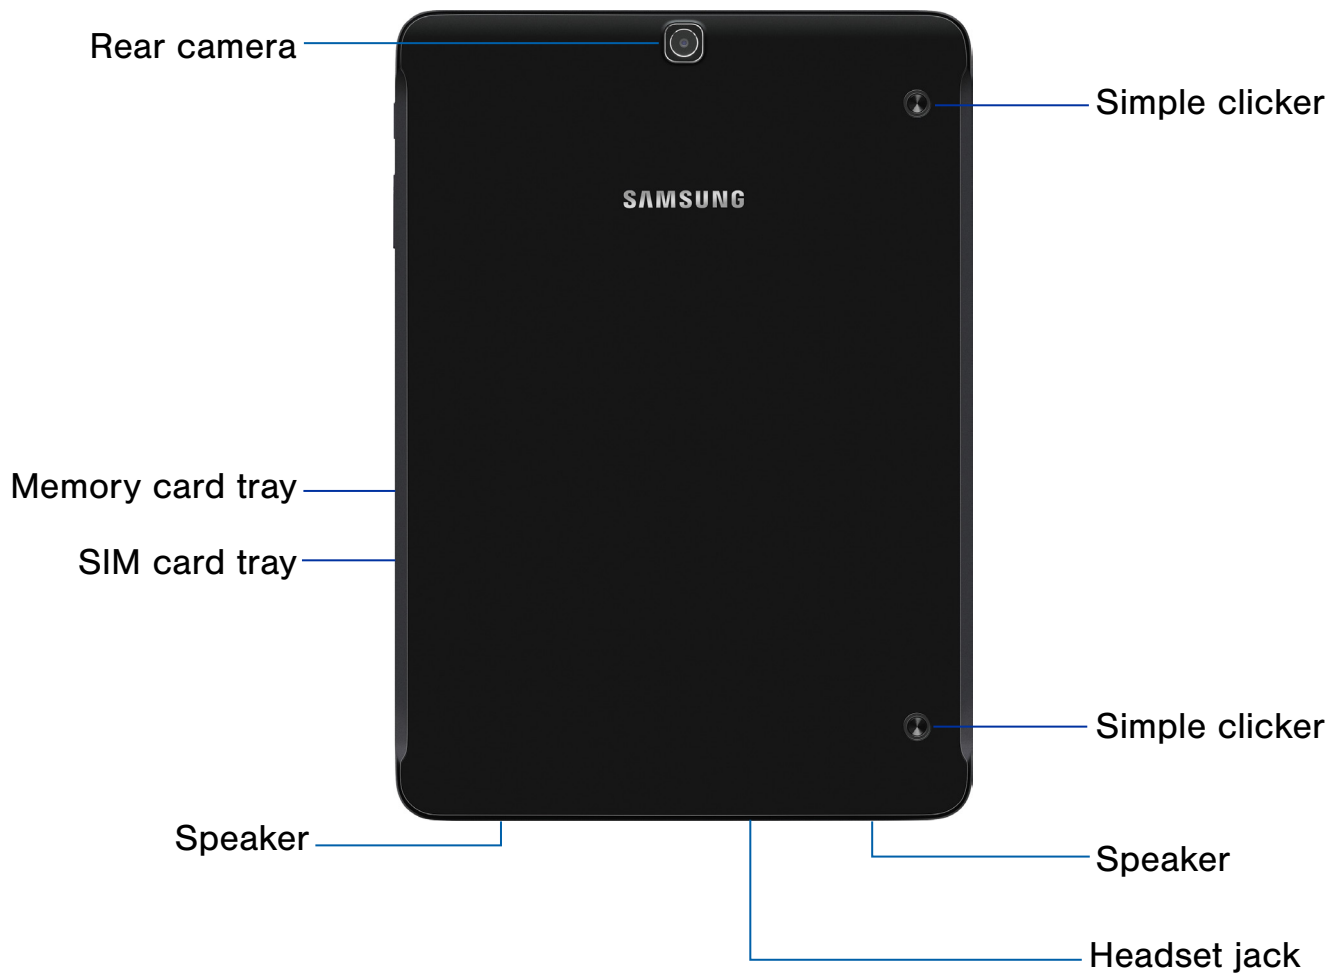 Rear camera
Simple clicker
SAMSUNG
Memory card tray
SIM card tray
Simple clicker
Speaker
Speaker
Headset jack